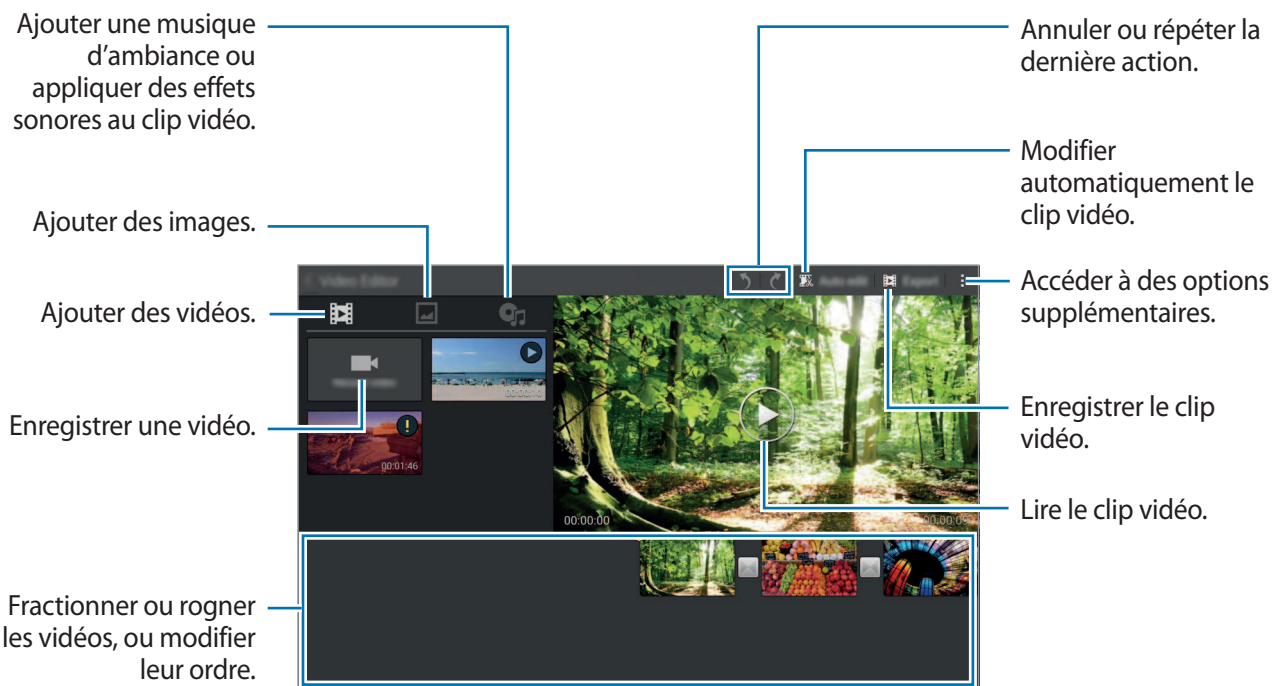 Ajouter une musique
d’ambiance ou
appliquer des effets
sonores au clip vidéo.
Ajouter des images.
Ajouter des vidéos.
Enregistrer une vidéo.
Fractionner ou rogner
les vidéos, ou modifier
leur ordre.
Annuler ou répéter la
dernière action.
Modifier
automatiquement le
clip vidéo.
Accéder à des options
supplémentaires.
Enregistrer le clip
vidéo.
Lire le clip vidéo.
Video Editor
Auto edit
Export
00:01:46
00:00:00